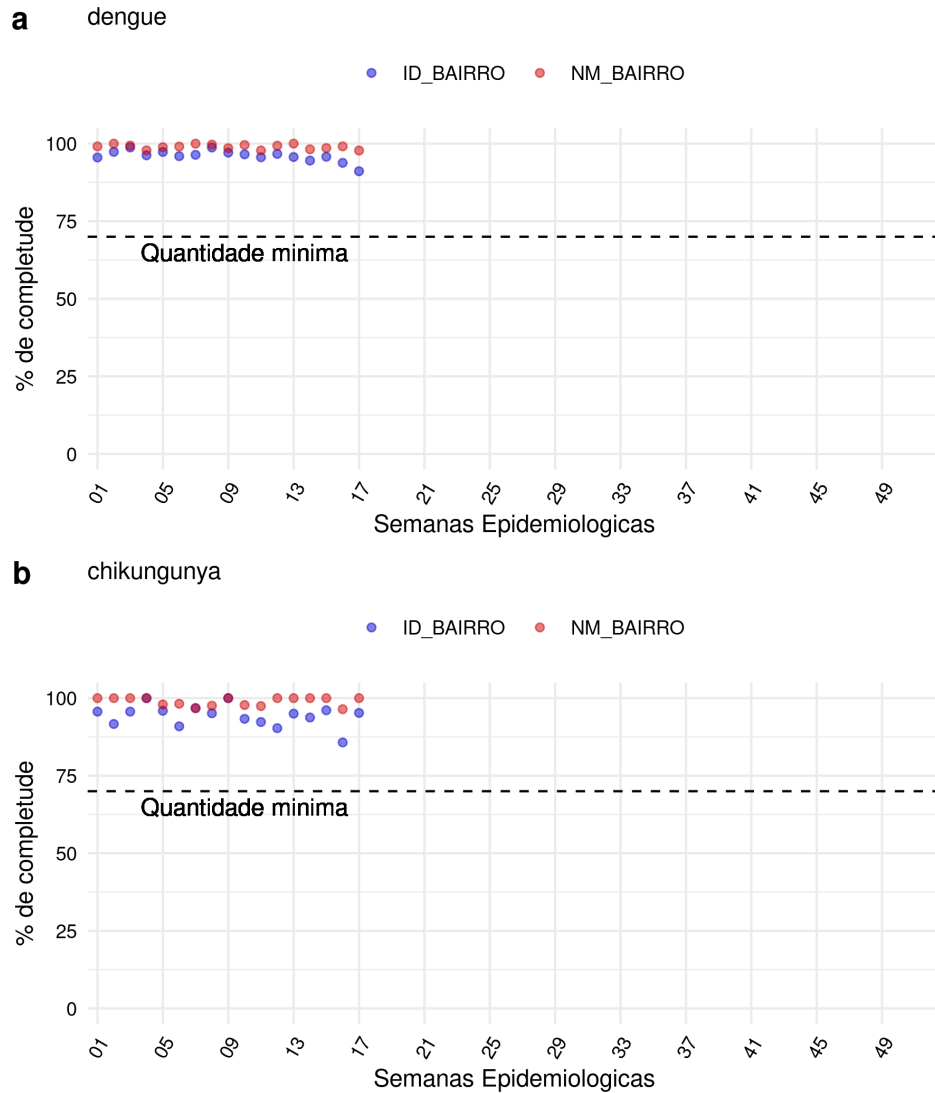 a dengue
ID_BAIRRO NM_BAIRRO
100
75
50
25
0
% de completude
Quantidade minima
01 05 09 13 17 21 25 29 33 37 41 45 49
Semanas Epidemiologicas
b chikungunya
ID_BAIRRO NM_BAIRRO
100
75
50
25
0
% de completude
Quantidade minima
01 05 09 13 17 21 25 29 33 37 41 45 49
Semanas Epidemiologicas